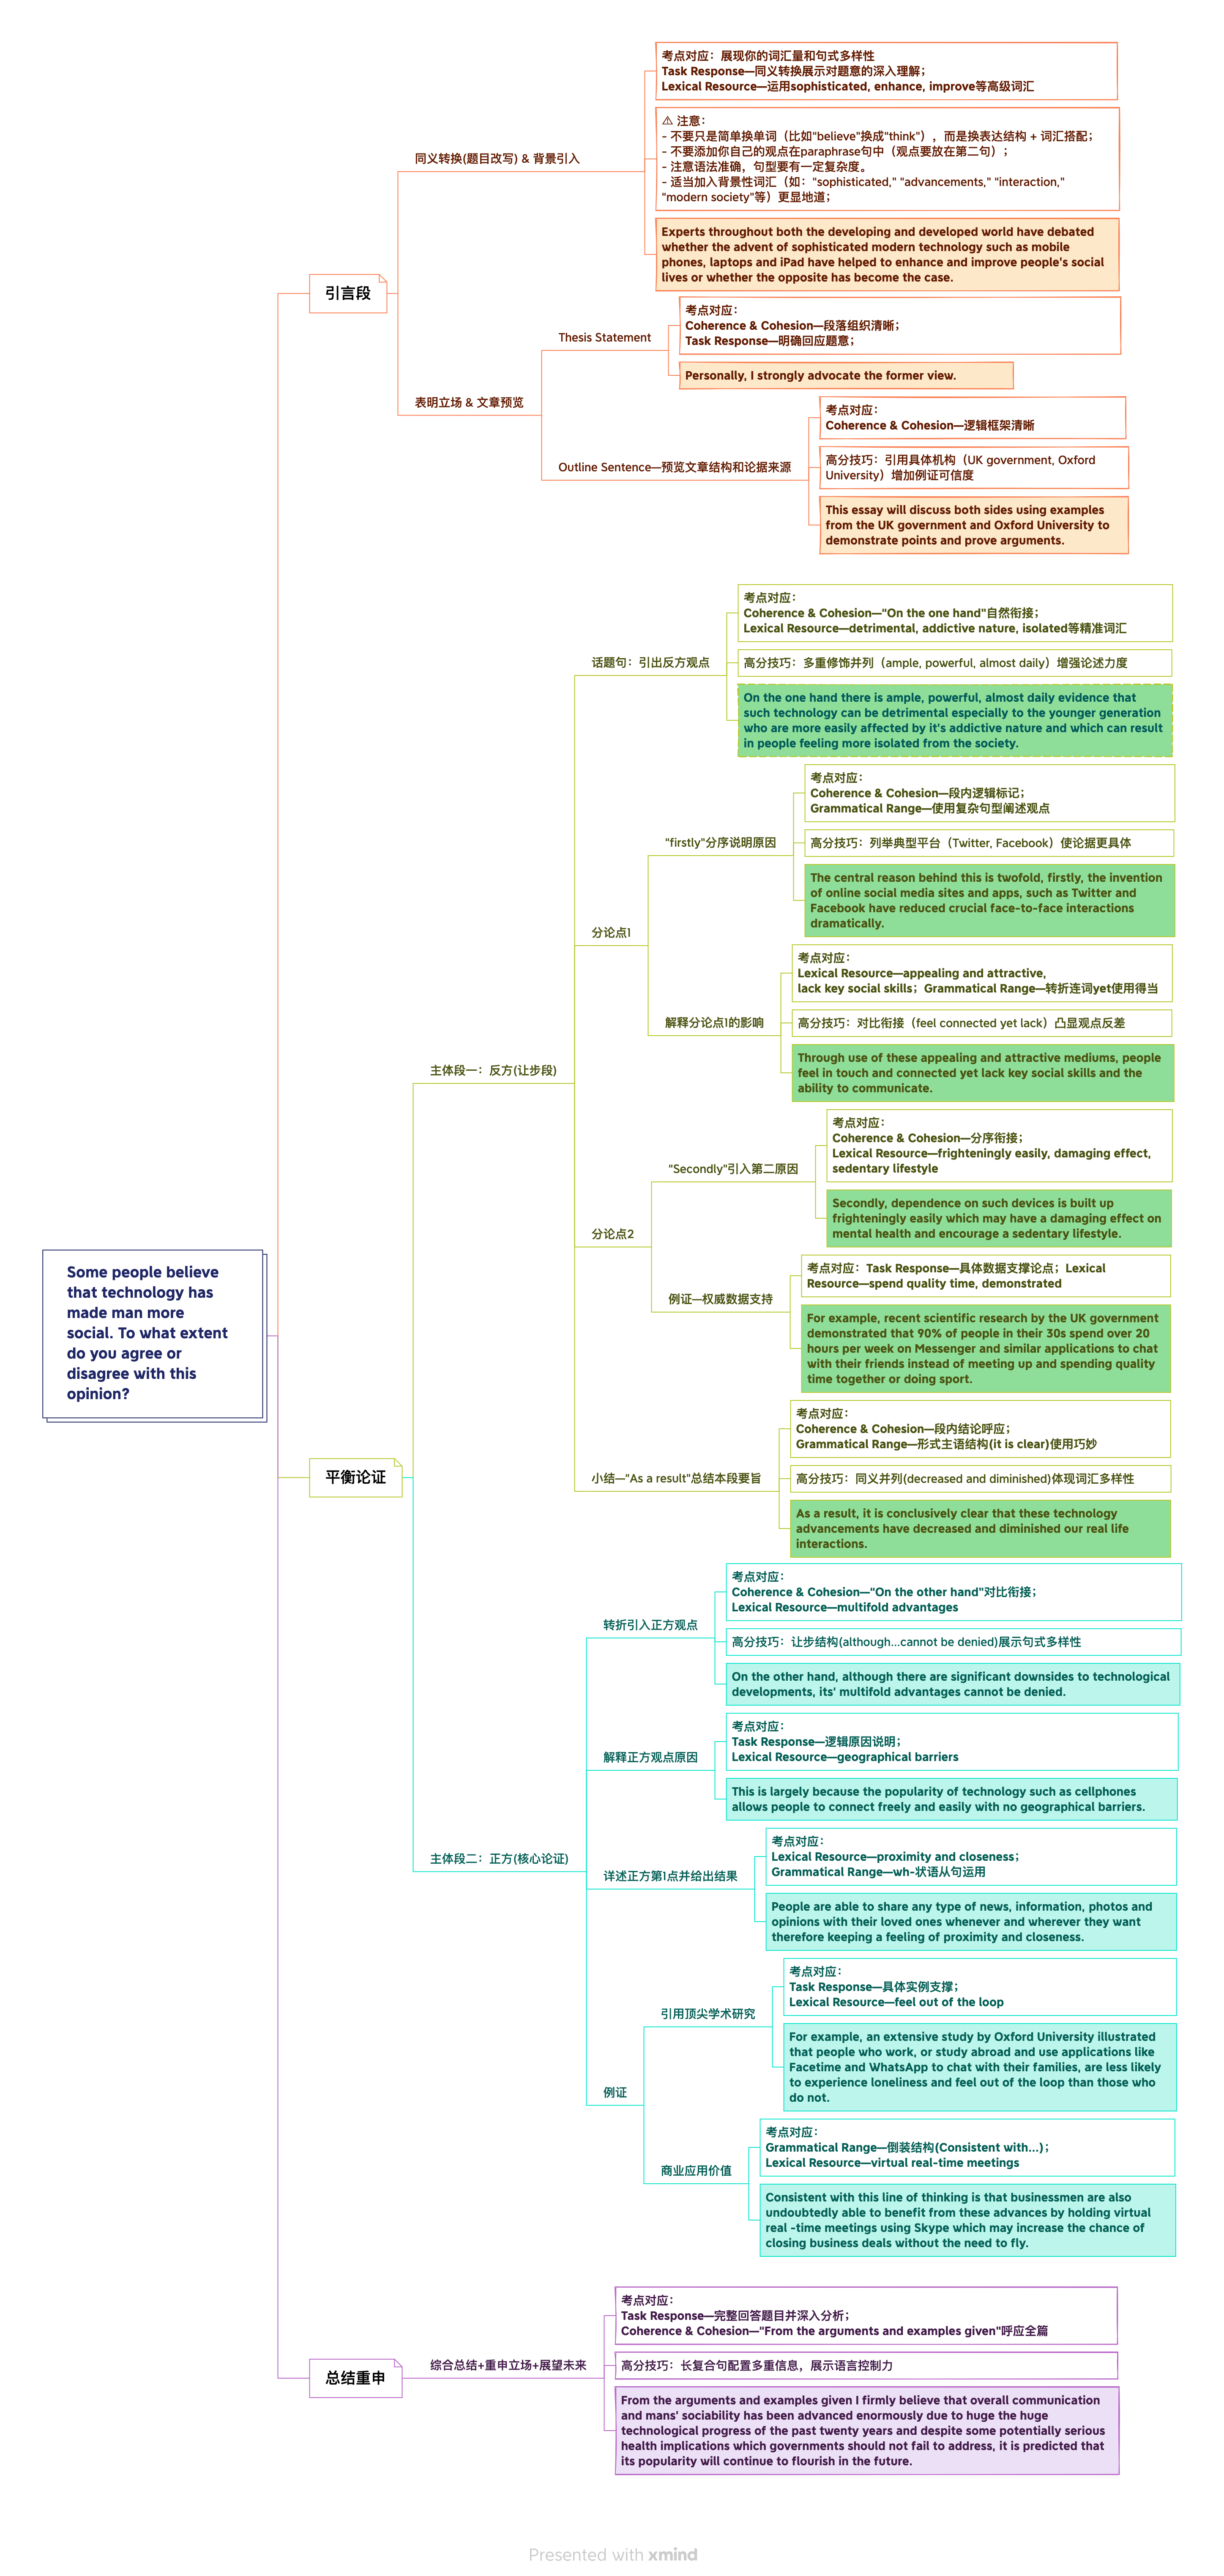 Some people believe
that technology has
made man more
social. To what extent
do you agree or
disagree with this
opinion?
引言段
同义转换(题目改写) & 背景引入
考点对应：展现你的词汇量和句式多样性
Task Response—同义转换展示对题意的深入理解；
Lexical Resource—运用sophisticated, enhance, improve等高级词汇
⚠ 注意：
- 不要只是简单换单词（比如"believe"换成"think"），而是换表达结构 + 词汇搭配；
- 不要添加你自己的观点在paraphrase句中（观点要放在第二句）；
- 注意语法准确，句型要有一定复杂度。
- 适当加入背景性词汇（如："sophisticated," "advancements," "interaction,"
"modern society"等）更显地道；
Experts throughout both the developing and developed world have debated
whether the advent of sophisticated modern technology such as mobile
phones, laptops and iPad have helped to enhance and improve people's social
lives or whether the opposite has become the case.
表明立场 & 文章预览
Thesis Statement
考点对应：
Coherence & Cohesion—段落组织清晰；
Task Response—明确回应题意；
Personally, I strongly advocate the former view.
Outline Sentence—预览文章结构和论据来源
考点对应：
Coherence & Cohesion—逻辑框架清晰
高分技巧：引用具体机构（UK government, Oxford
University）增加例证可信度
This essay will discuss both sides using examples
from the UK government and Oxford University to
demonstrate points and prove arguments.
平衡论证
主体段一：反方(让步段)
话题句：引出反方观点
考点对应：
Coherence & Cohesion—"On the one hand"自然衔接；
Lexical Resource—detrimental, addictive nature, isolated等精准词汇
高分技巧：多重修饰并列（ample, powerful, almost daily）增强论述力度
On the one hand there is ample, powerful, almost daily evidence that
such technology can be detrimental especially to the younger generation
who are more easily affected by it's addictive nature and which can result
in people feeling more isolated from the society.
分论点1
"firstly"分序说明原因
考点对应：
Coherence & Cohesion—段内逻辑标记；
Grammatical Range—使用复杂句型阐述观点
高分技巧：列举典型平台（Twitter, Facebook）使论据更具体
The central reason behind this is twofold, firstly, the invention
of online social media sites and apps, such as Twitter and
Facebook have reduced crucial face-to-face interactions
dramatically.
解释分论点1的影响
考点对应：
Lexical Resource—appealing and attractive,
lack key social skills；Grammatical Range—转折连词yet使用得当
高分技巧：对比衔接（feel connected yet lack）凸显观点反差
Through use of these appealing and attractive mediums, people
feel in touch and connected yet lack key social skills and the
ability to communicate.
分论点2
"Secondly"引入第二原因
考点对应：
Coherence & Cohesion—分序衔接；
Lexical Resource—frighteningly easily, damaging effect,
sedentary lifestyle
Secondly, dependence on such devices is built up
frighteningly easily which may have a damaging effect on
mental health and encourage a sedentary lifestyle.
例证—权威数据支持
考点对应：Task Response—具体数据支撑论点；Lexical
Resource—spend quality time, demonstrated
For example, recent scientific research by the UK government
demonstrated that 90% of people in their 30s spend over 20
hours per week on Messenger and similar applications to chat
with their friends instead of meeting up and spending quality
time together or doing sport.
小结—"As a result"总结本段要旨
考点对应：
Coherence & Cohesion—段内结论呼应；
Grammatical Range—形式主语结构(it is clear)使用巧妙
高分技巧：同义并列(decreased and diminished)体现词汇多样性
As a result, it is conclusively clear that these technology
advancements have decreased and diminished our real life
interactions.
主体段二：正方(核心论证)
转折引入正方观点
考点对应：
Coherence & Cohesion—"On the other hand"对比衔接；
Lexical Resource—multifold advantages
高分技巧：让步结构(although...cannot be denied)展示句式多样性
On the other hand, although there are significant downsides to technological
developments, its' multifold advantages cannot be denied.
解释正方观点原因
考点对应：
Task Response—逻辑原因说明；
Lexical Resource—geographical barriers
This is largely because the popularity of technology such as cellphones
allows people to connect freely and easily with no geographical barriers.
详述正方第1点并给出结果
考点对应：
Lexical Resource—proximity and closeness；
Grammatical Range—wh-状语从句运用
People are able to share any type of news, information, photos and
opinions with their loved ones whenever and wherever they want
therefore keeping a feeling of proximity and closeness.
例证
引用顶尖学术研究
考点对应：
Task Response—具体实例支撑；
Lexical Resource—feel out of the loop
For example, an extensive study by Oxford University illustrated
that people who work, or study abroad and use applications like
Facetime and WhatsApp to chat with their families, are less likely
to experience loneliness and feel out of the loop than those who
do not.
商业应用价值
考点对应：
Grammatical Range—倒装结构(Consistent with...)；
Lexical Resource—virtual real-time meetings
Consistent with this line of thinking is that businessmen are also
undoubtedly able to benefit from these advances by holding virtual
real -time meetings using Skype which may increase the chance of
closing business deals without the need to fly.
总结重申
综合总结+重申立场+展望未来
考点对应：
Task Response—完整回答题目并深入分析；
Coherence & Cohesion—"From the arguments and examples given"呼应全篇
高分技巧：长复合句配置多重信息，展示语言控制力
From the arguments and examples given I firmly believe that overall communication
and mans' sociability has been advanced enormously due to huge the huge
technological progress of the past twenty years and despite some potentially serious
health implications which governments should not fail to address, it is predicted that
its popularity will continue to flourish in the future.
Presented with xmind